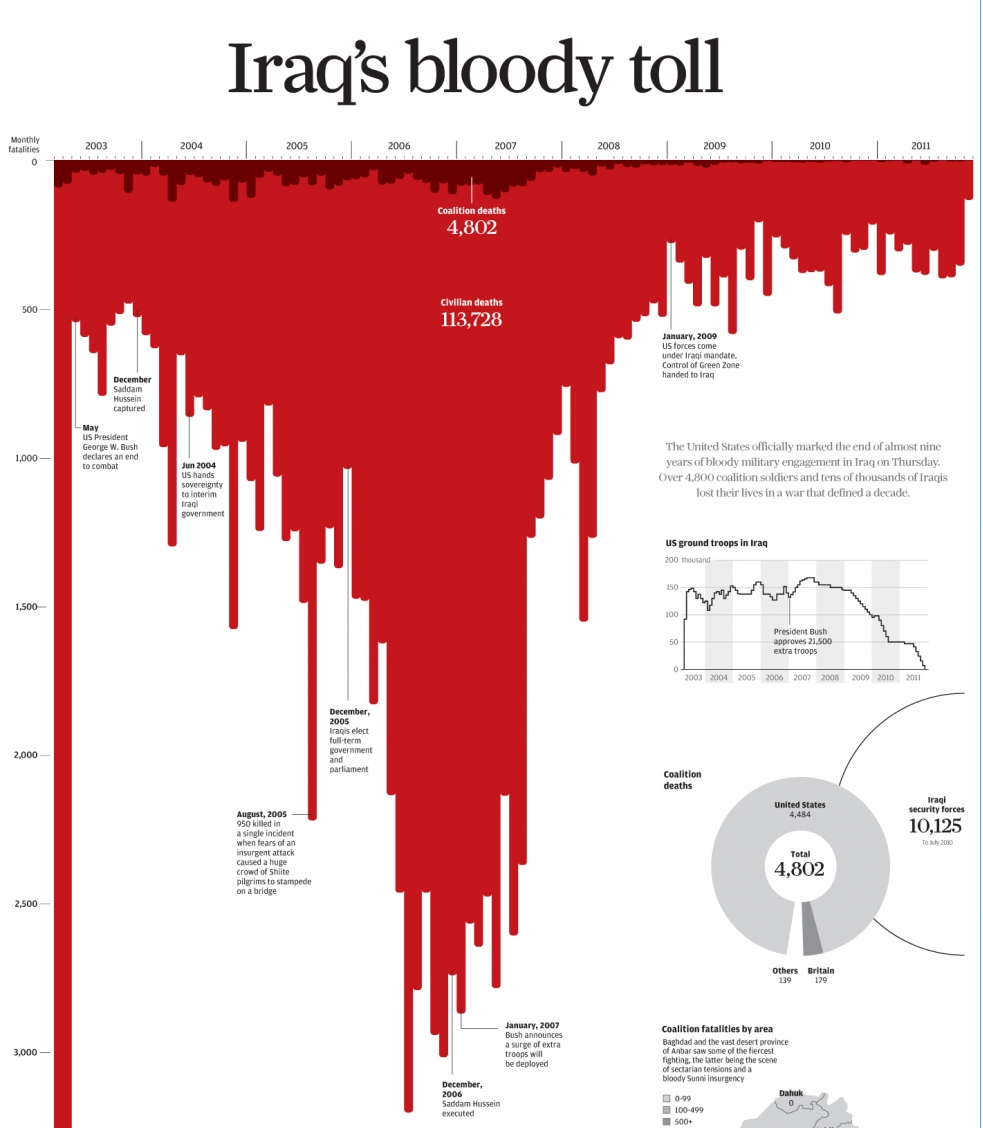 Iraq's bloody toll
Monthly
fatalities
2003
2004
2005
2006
2007
2008
2009
2010
2011
0
500
1,000
1,500
2,000
2,500
3,000
Coalition deaths
4,802
Civilian deaths
113,728
May
US President
George W. Bush
declares an end
to combat
December
Saddam
Hussein
captured
Jun 2004
US hands
sovereignty
to interim
Iraqi
government
August, 2005
950 killed in
a single incident
when fears of an
insurgent attack
caused a huge
crowd of Shiite
pilgrims to stampede
on a bridge
December,
2005
Iraqis elect
full-term
government
and
parliament
December,
2006
Saddam Hussein
executed
January, 2007
Bush announces
a surge of extra
troops will
be deployed
January, 2009
US forces come
under Iraqi mandate.
Control of Green Zone
handed to Iraq
The United States officially marked the end of almost nine
years of bloody military engagement in Iraq on Thursday.
Over 4,800 coalition soldiers and tens of thousands of Iraqis
lost their lives in a war that defined a decade.
US ground troops in Iraq
200 thousand
150
100
50
0
President Bush
approves 21,500
extra troops
2003
2004
2005
2006
2007
2008
2009
2010
2011
Coalition
deaths
United States
4,484
Total
4,802
Others
139
Britain
179
Iraqi
security forces
10,125
To July 2010
Coalition fatalities by area
Baghdad and the vast desert province
of Anbar saw some of the fiercest
fighting, the latter being the scene
of sectarian tensions and a
bloody Sunni insurgency
0-99
100-499
500+
Dahuk
0